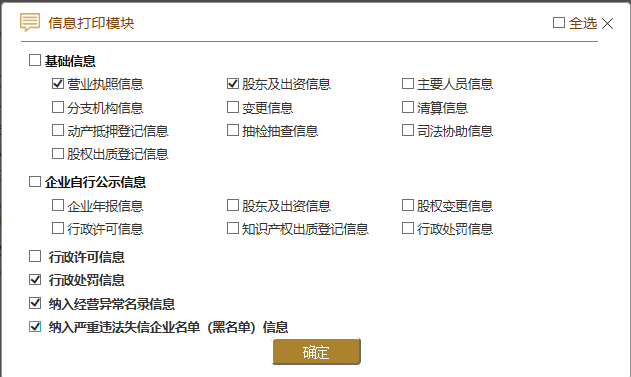 信息打印模块 全选
基础信息
营业执照信息 股东及出资信息 主要人员信息
分支机构信息 变更信息 清算信息
动产抵押登记信息 抽检抽查信息 司法协助信息
股权出质登记信息
企业自行公示信息
企业年报信息 股东及出资信息 股权变更信息
行政许可信息 知识产权出质登记信息 行政处罚信息
行政许可信息
行政处罚信息
纳入经营异常名录信息
纳入严重违法失信企业名单（黑名单）信息
确定